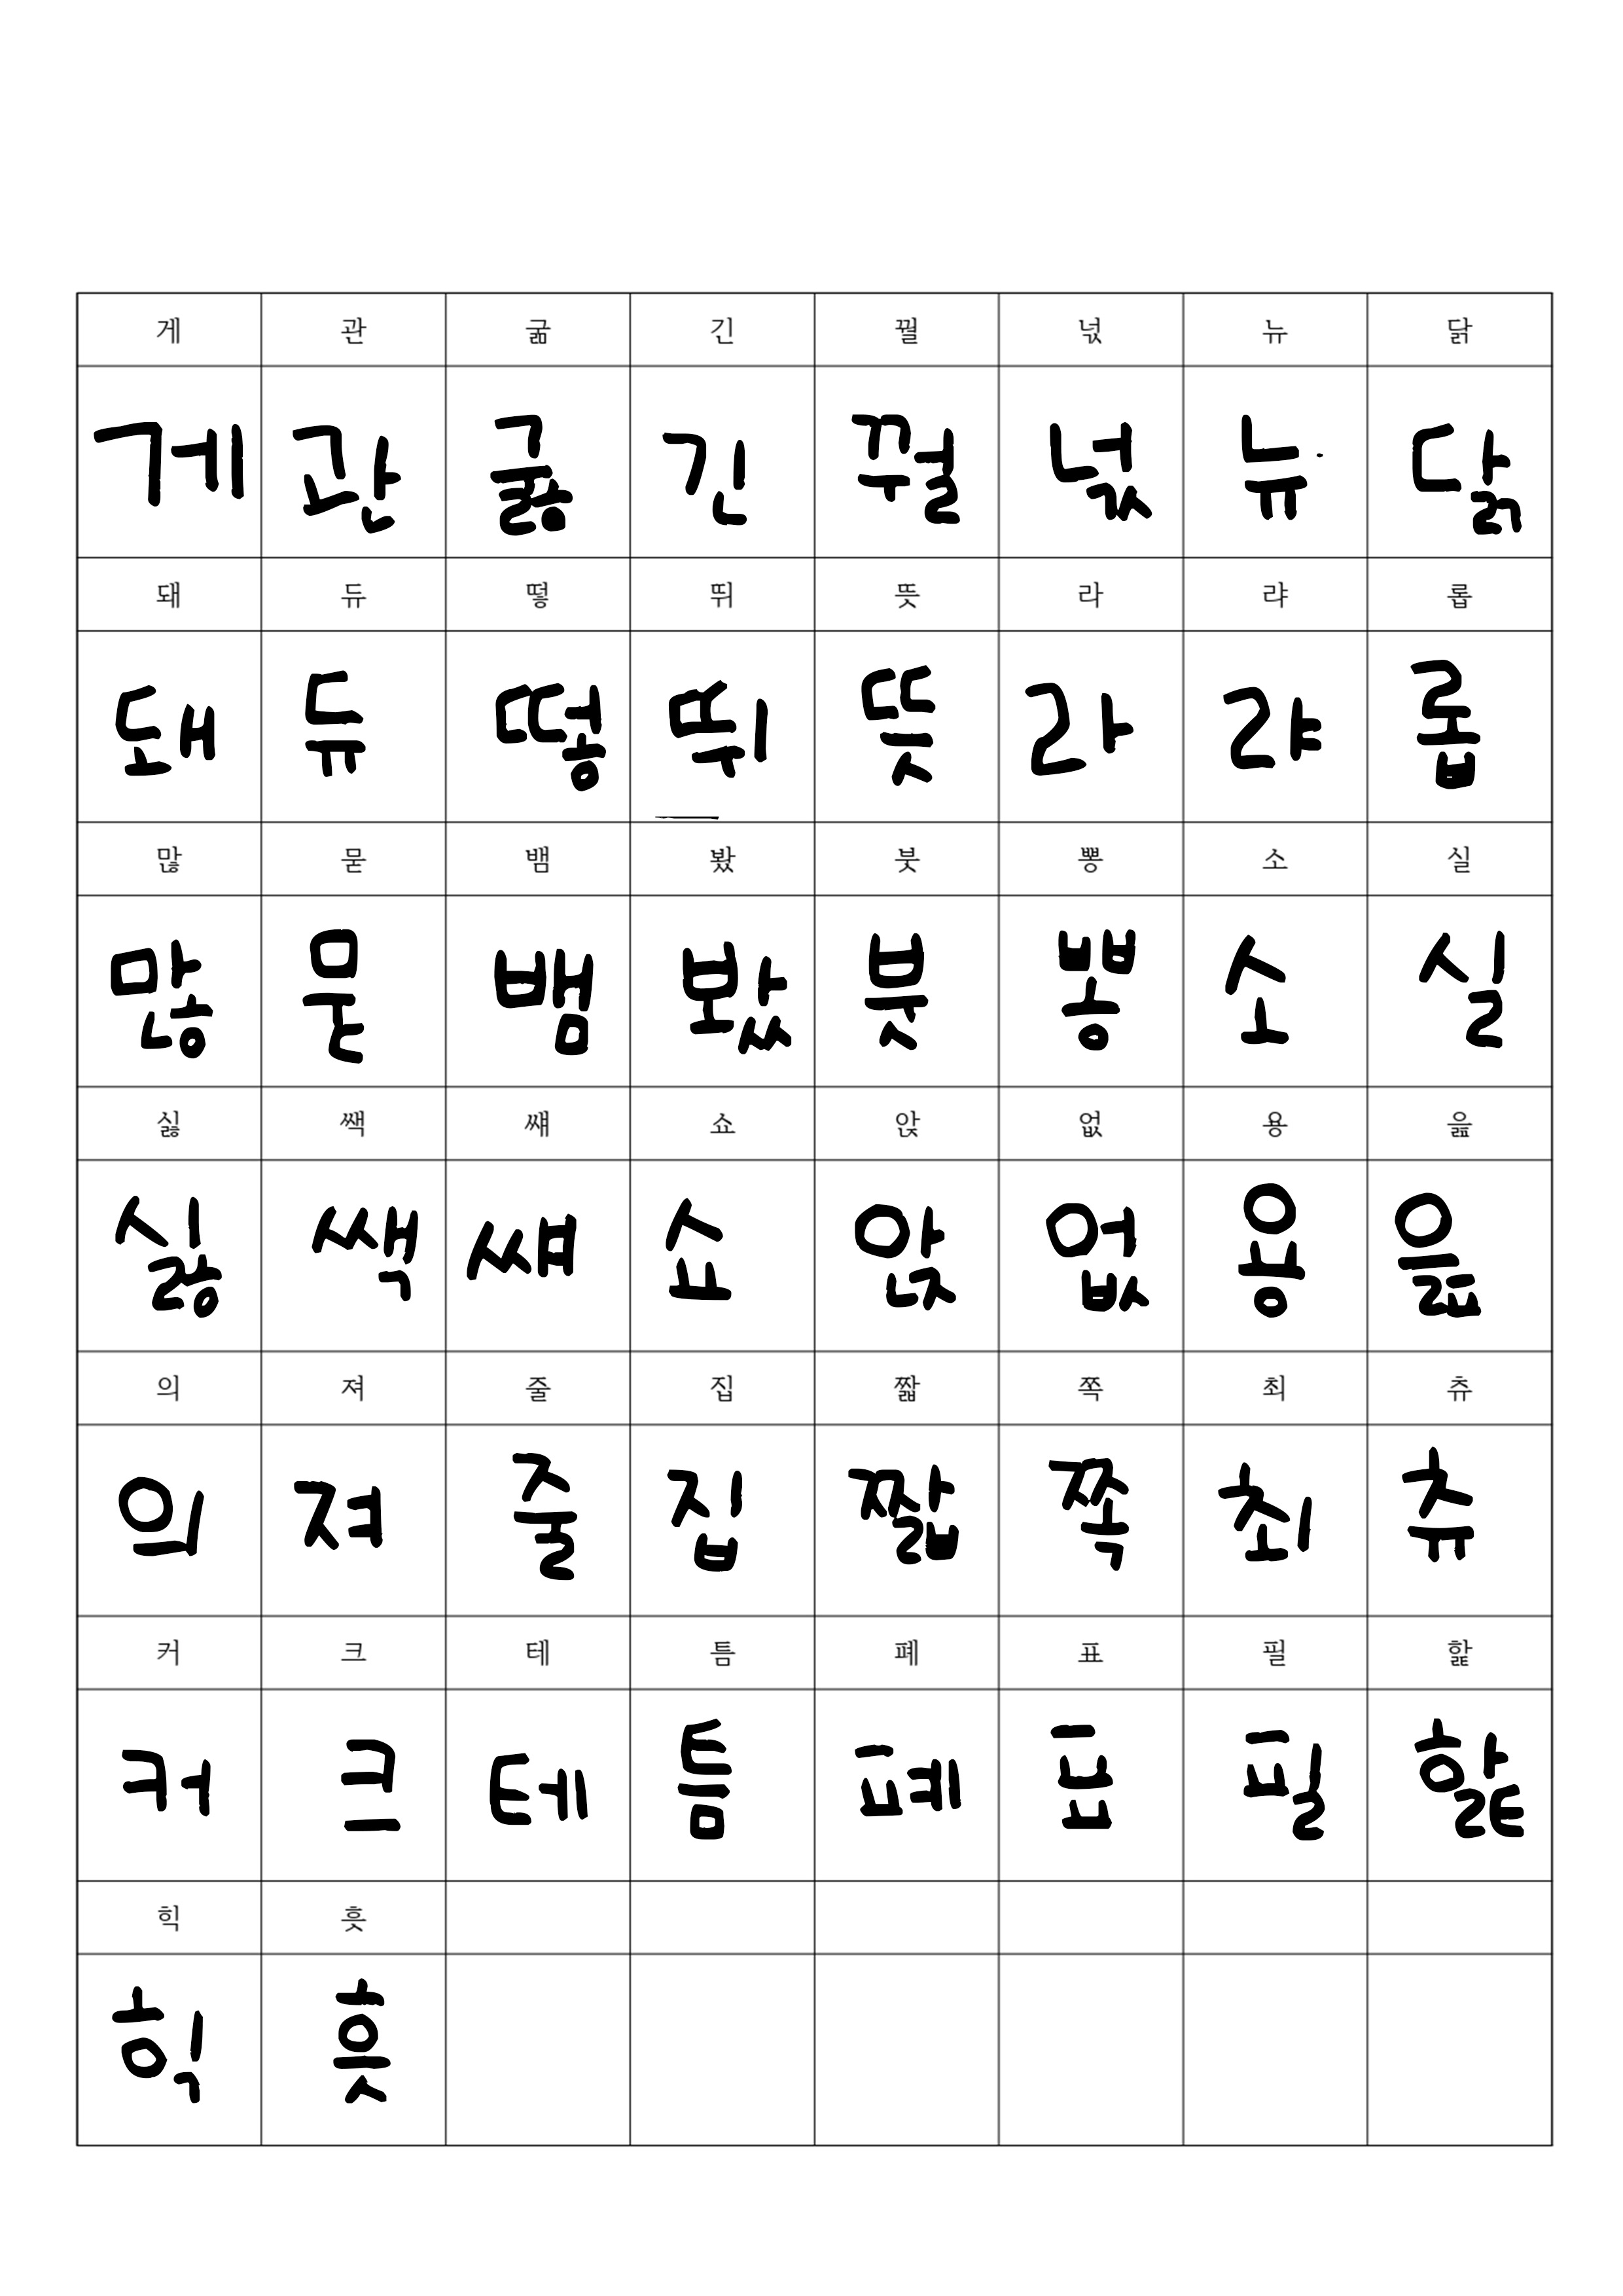 게 관 굶 긴 꿜 넋 뉴 닭
게 관 굶 긴 꿜 넋 뉴 닭
돼 듀 떻 뛰 뜻 라 랴 롭
돼 듀 떻 뛰 뜻 라 랴 롭
많 묻 뱀 봤 붓 뽕 소 실
많 묻 뱀 봤 붓 뽕 소 실
싫 쌕 썌 쇼 앉 없 용 읊
싫 쌕 썌 쇼 앉 없 용 읊
의 져 줄 집 짧 쪽 최 츄
의 져 줄 집 짧 쪽 최 츄
커 크 테 틈 폐 표 필 핥
커 크 테 틈 폐 표 필 핥
힉 흣
힉 흣